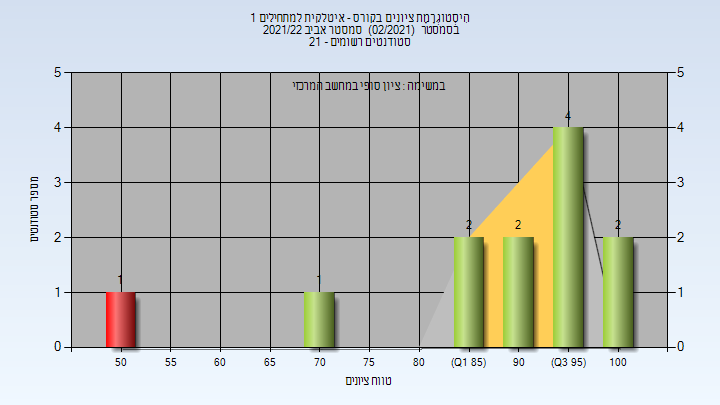 היסטוגרמת ציונים בקורס - איטלקית למתחילים 1
בסמסטר (02/2021) סמסטר אביב 2021/22
סטודנטים רשומים - 21
במשימה : ציון סופי במחשב המרכזי
5 5
4 4
3 3
2 2
1 1
0 0
1 1 2 2 4 2
מספר סטודנטים
50 55 60 65 70 75 80 (Q1 85) 90 (Q3 95) 100
טווח ציונים